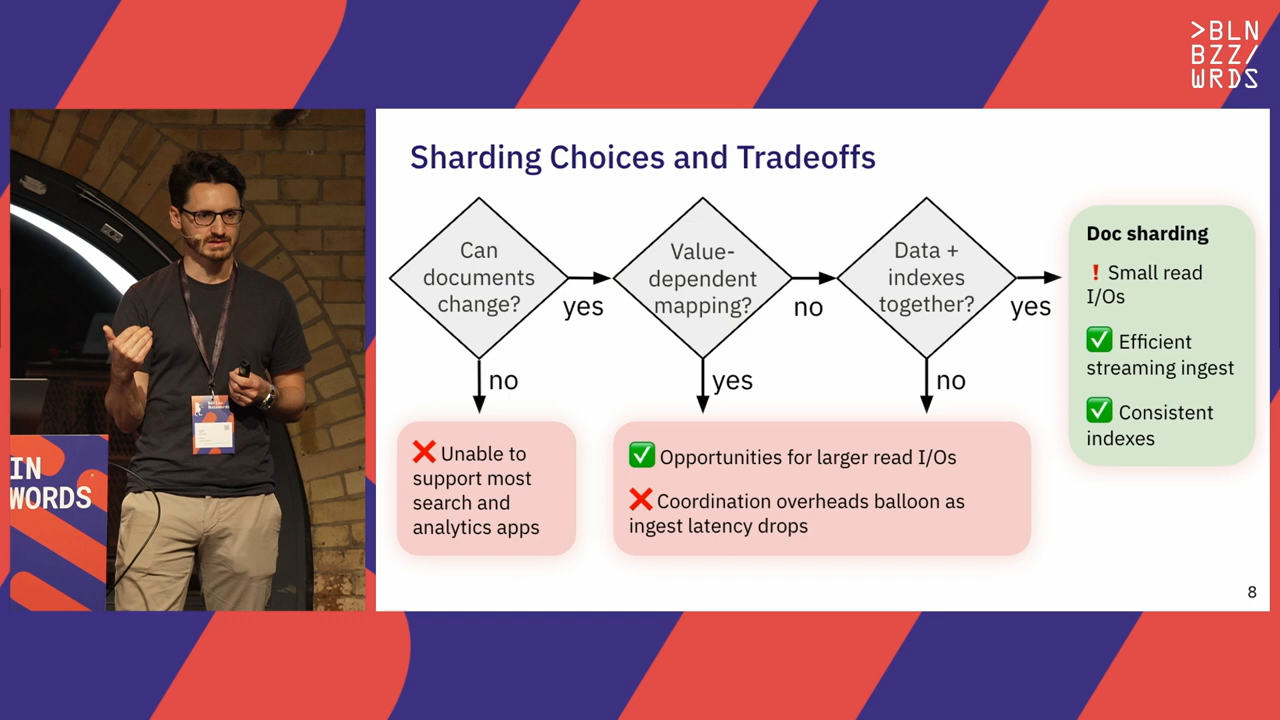 >BLN
BZZ/
WRDS
Sharding Choices and Tradeoffs
Can
documents
change?
yes
Value-
dependent
mapping?
no
Data +
indexes
together?
yes
no
yes
no
❌ Unable to
support most
search and
analytics apps
✅ Opportunities for larger read I/Os
❌ Coordination overheads balloon as
ingest latency drops
Doc sharding
❗ Small read
I/Os
✅ Efficient
streaming ingest
✅ Consistent
indexes
8
IN
WORDS